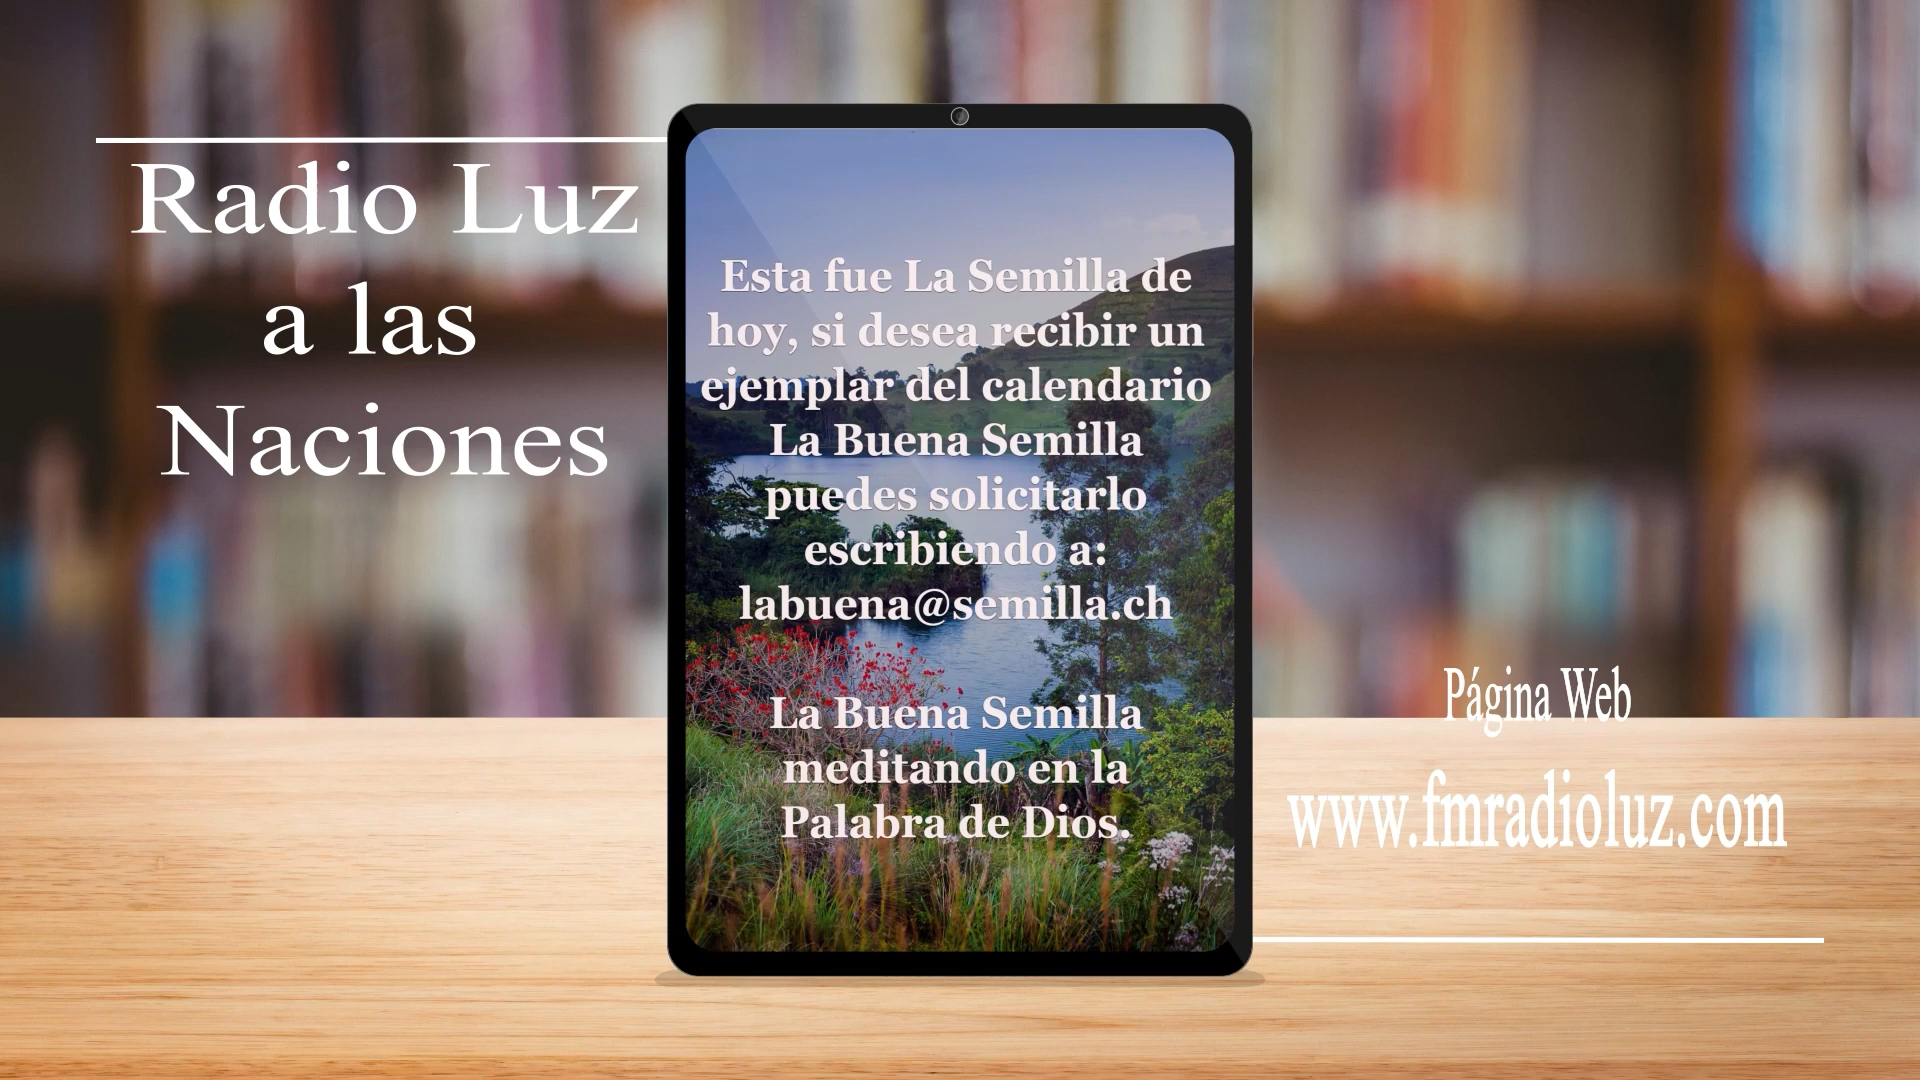 Radio Luz
a las
Naciones
Esta fue La Semilla de
hoy, si desea recibir un
ejemplar del calendario
La Buena Semilla
puedes solicitarlo
escribiendo a:
labuena@semilla.ch
La Buena Semilla
meditando en la
Palabra de Dios.
Página Web
www.fmradioluz.com